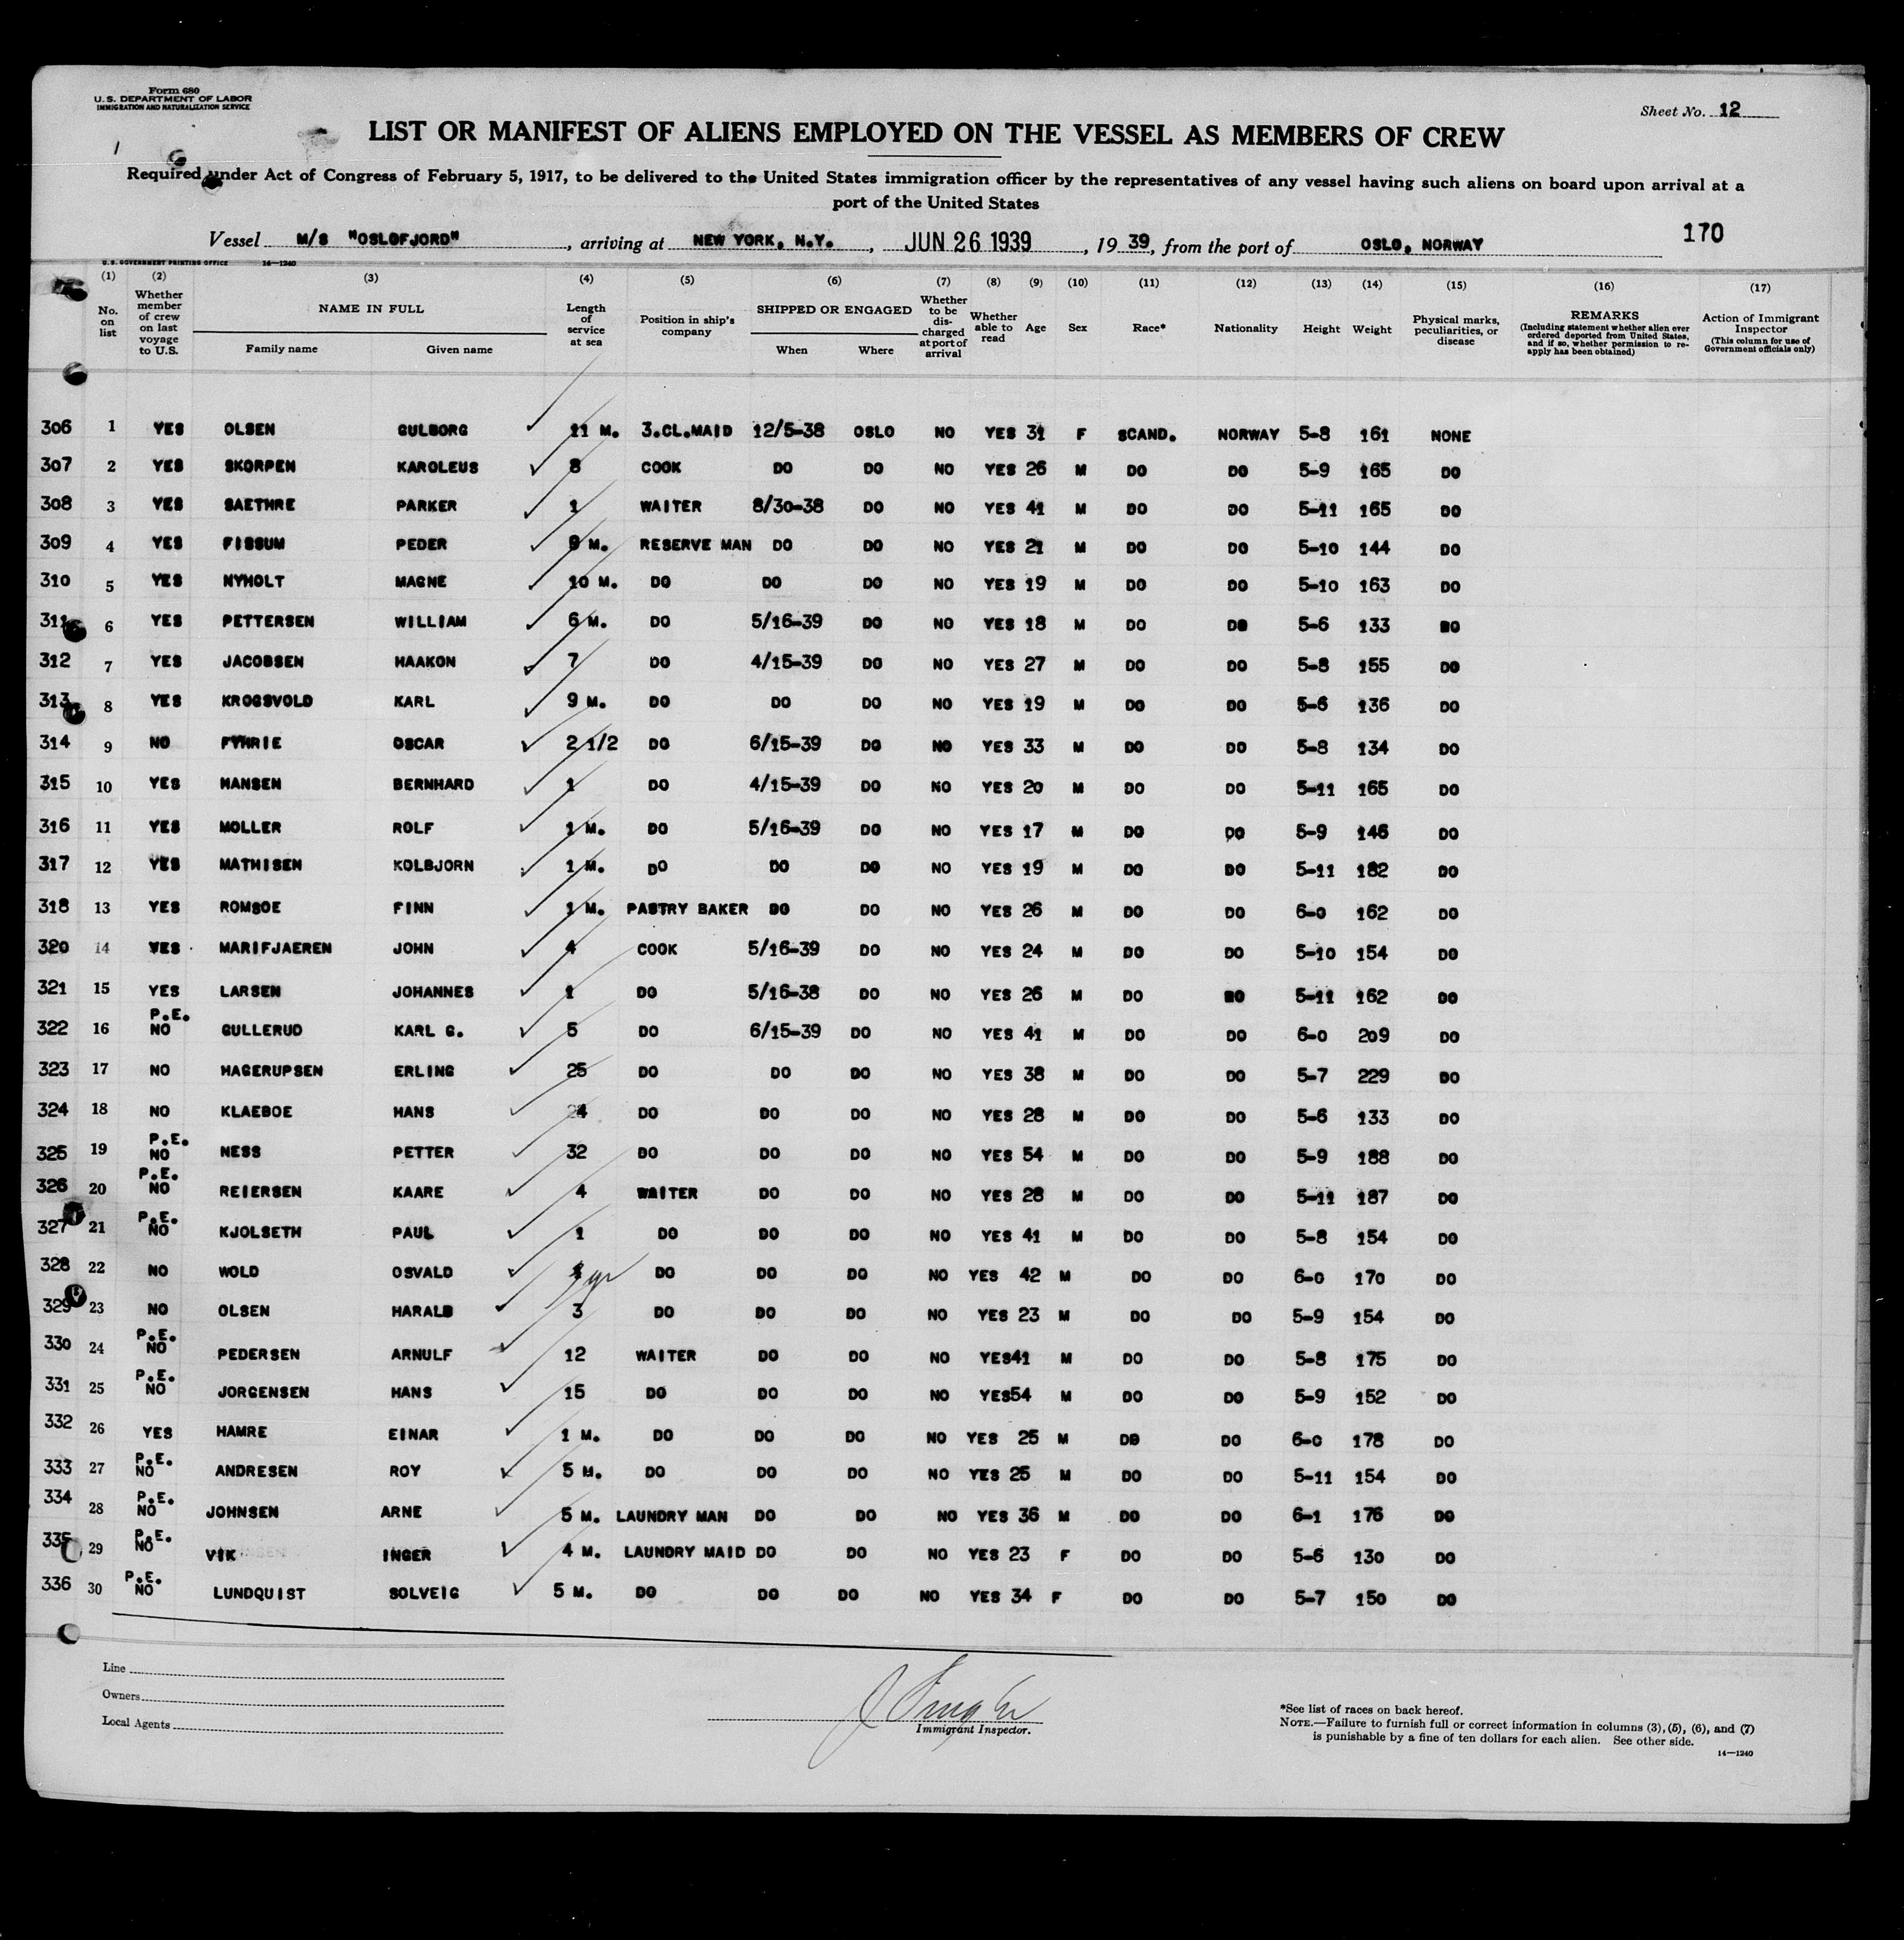 Form 680
U. S. DEPARTMENT OF LABOR
IMMIGRATION AND NATURALIZATION SERVICE
Sheet No. 12
LIST OR MANIFEST OF ALIENS EMPLOYED ON THE VESSEL AS MEMBERS OF CREW
Required under Act of Congress of February 5, 1917, to be delivered to the United States immigration officer by the representatives of any vessel having such aliens on board upon arrival at a
port of the United States
170
Vessel M/S "OSLOFJORD", arriving at NEW YORK, N.Y., JUN 26 1939, 19 39, from the port of OSLO, NORWAY
U. S. GOVERNMENT PRINTING OFFICE 14—1240
(1) (2) (3) (4) (5) (6) (7) (8) (9) (10) (11) (12) (13) (14) (15) (16) (17)
No. on list
Whether member of crew on last voyage to U.S.
NAME IN FULL
Family name
Given name
Length of service at sea
Position in ship's company
SHIPPED OR ENGAGED
When
Where
Whether to be discharged at port of arrival
Whether able to read
Age
Sex
Race*
Nationality
Height
Weight
Physical marks, peculiarities, or disease
REMARKS
(Including statement whether alien ever ordered deported from United States, and if so, whether permission to reapply has been obtained)
Action of Immigrant Inspector
(This column for use of Government officials only)
306 1 YES OLSEN GULBORG 11 M. 3.CL.MAID 12/5-38 OSLO NO YES 31 F SCAND. NORWAY 5-8 161 NONE
307 2 YES SKORPEN KAROLEUS 8 COOK DO DO NO YES 26 M DO DO 5-9 165 DO
308 3 YES SAETHRE PARKER 1 WAITER 8/30-38 DO NO YES 41 M DO DO 5-11 165 DO
309 4 YES FISSUM PEDER 9 M. RESERVE MAN DO DO NO YES 21 M DO DO 5-10 144 DO
310 5 YES NYHOLT MAGNE 10 M. DO DO DO NO YES 19 M DO DO 5-10 163 DO
311 6 YES PETTERSEN WILLIAM 6 M. DO 5/16-39 DO NO YES 18 M DO DO 5-6 133 DO
312 7 YES JACOBSEN HAAKON 7 DO 4/15-39 DO NO YES 27 M DO DO 5-8 155 DO
313 8 YES KROGSVOLD KARL 9 M. DO DO DO NO YES 19 M DO DO 5-6 136 DO
314 9 NO FYHRIE OSCAR 2 1/2 DO 6/15-39 DO NO YES 33 M DO DO 5-8 134 DO
315 10 YES HANSEN BERNHARD 1 DO 4/15-39 DO NO YES 20 M DO DO 5-11 165 DO
316 11 YES MOLLER ROLF 1 M. DO 5/16-39 DO NO YES 17 M DO DO 5-9 146 DO
317 12 YES MATHISEN KOLBJORN 1 M. DO DO DO NO YES 19 M DO DO 5-11 182 DO
318 13 YES ROMSOE FINN 1 M. PASTRY BAKER DO DO NO YES 26 M DO DO 6-0 162 DO
320 14 YES MARIFJAEREN JOHN 4 COOK 5/16-39 DO NO YES 24 M DO DO 5-10 154 DO
321 15 YES LARSEN JOHANNES 1 DO 5/16-38 DO NO YES 26 M DO DO 5-11 162 DO
322 16 P.E. NO GULLERUD KARL G. 5 DO 6/15-39 DO NO YES 41 M DO DO 6-0 209 DO
323 17 NO HAGERUPSEN ERLING 25 DO DO DO NO YES 38 M DO DO 5-7 229 DO
324 18 NO KLAEBOE HANS 24 DO DO DO NO YES 28 M DO DO 5-6 133 DO
325 19 P.E. NO NESS PETTER 32 DO DO DO NO YES 54 M DO DO 5-9 188 DO
326 20 P.E. NO REIERSEN KAARE 4 WAITER DO DO NO YES 28 M DO DO 5-11 187 DO
327 21 P.E. NO KJOLSETH PAUL 1 DO DO DO NO YES 41 M DO DO 5-8 154 DO
328 22 NO WOLD OSVALD yr DO DO DO NO YES 42 M DO DO 6-0 170 DO
329 23 NO OLSEN HARALD 3 DO DO DO NO YES 23 M DO DO 5-9 154 DO
330 24 P.E. NO PEDERSEN ARNULF 12 WAITER DO DO NO YES41 M DO DO 5-8 175 DO
331 25 P.E. NO JORGENSEN HANS 15 DO DO DO NO YES54 M DO DO 5-9 152 DO
332 26 YES HAMRE EINAR 1 M. DO DO DO NO YES 25 M DO DO 6-0 178 DO
333 27 P.E. NO ANDRESEN ROY 5 M. DO DO DO NO YES 25 M DO DO 5-11 154 DO
334 28 P.E. NO JOHNSEN ARNE 5 M. LAUNDRY MAN DO DO NO YES 36 M DO DO 6-1 176 DO
335 29 P.E. NO VIK INGER 4 M. LAUNDRY MAID DO DO NO YES 23 F DO DO 5-6 130 DO
336 30 P.E. NO LUNDQUIST SOLVEIG 5 M. DO DO DO NO YES 34 F DO DO 5-7 150 DO
Line
Owners
Local Agents
Immigrant Inspector.
*See list of races on back hereof.
NOTE.—Failure to furnish full or correct information in columns (3), (5), (6), and (7)
is punishable by a fine of ten dollars for each alien. See other side.
14—1240